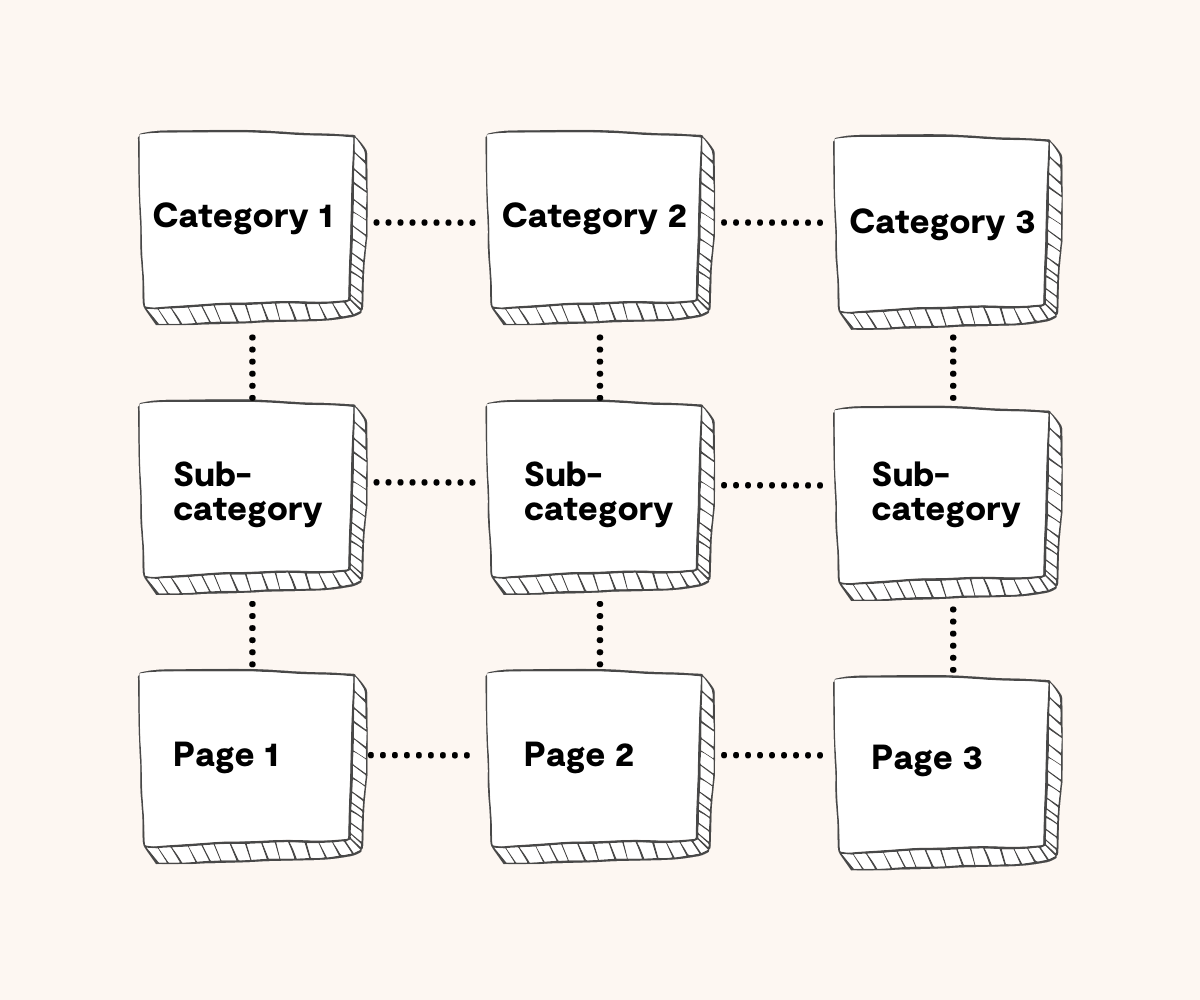 Category 1
Category 2
Category 3
Sub-
category
Sub-
category
Sub-
category
Page 1
Page 2
Page 3